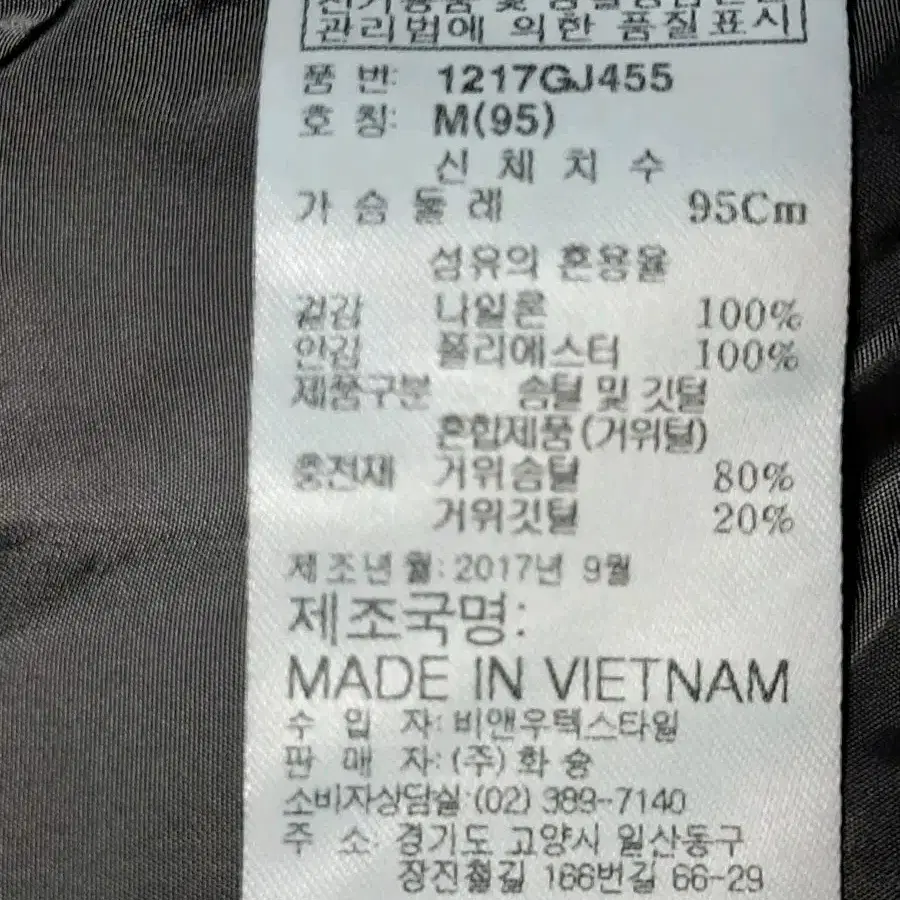 관리법에 의한 품질표시
품 번: 1217GJ455
호 칭: M(95)
신 체 치 수
가 슴 둘 레 95Cm
섬유의 혼용율
겉감 나일론 100%
안감 폴리에스터 100%
제품구분 솜털 및 깃털
혼합제품(거위털)
충전재 거위솜털 80%
거위깃털 20%
제조년월: 2017년 9월
제조국명:
MADE IN VIETNAM
수 입 자: 비앤우텍스타일
판 매 자: (주) 화 숭
소비자상담실:(02) 389-7140
주 소: 경기도 고양시 일산동구
장진철길 166번길 66-29